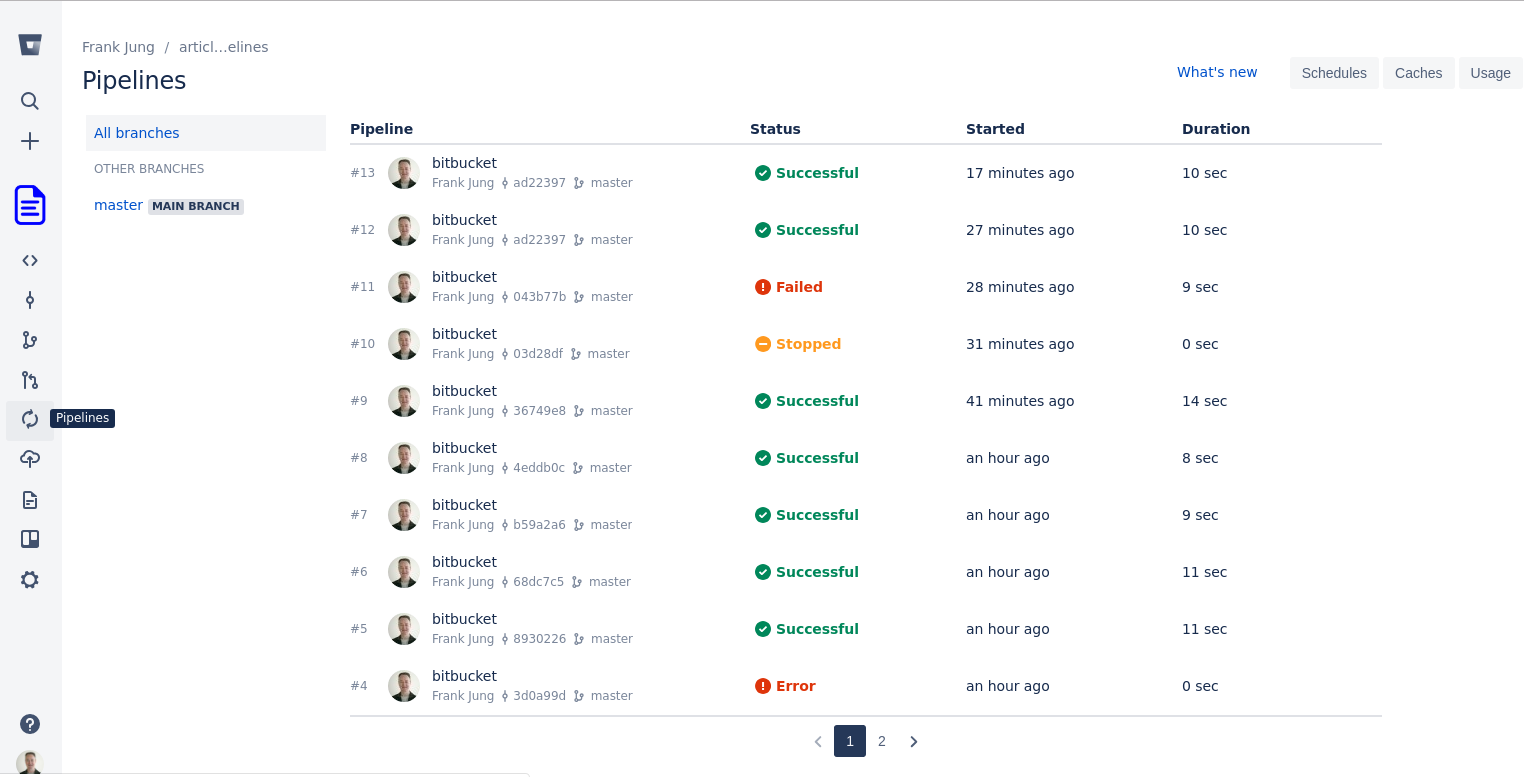 Frank Jung / articl...elines
Pipelines
What's new Schedules Caches Usage
All branches
OTHER BRANCHES
master MAIN BRANCH
Pipelines
Pipeline Status Started Duration
#13 bitbucket Successful 17 minutes ago 10 sec
Frank Jung ad22397 master
#12 bitbucket Successful 27 minutes ago 10 sec
Frank Jung ad22397 master
#11 bitbucket Failed 28 minutes ago 9 sec
Frank Jung 043b77b master
#10 bitbucket Stopped 31 minutes ago 0 sec
Frank Jung 03d28df master
#9 bitbucket Successful 41 minutes ago 14 sec
Frank Jung 36749e8 master
#8 bitbucket Successful an hour ago 8 sec
Frank Jung 4eddb0c master
#7 bitbucket Successful an hour ago 9 sec
Frank Jung b59a2a6 master
#6 bitbucket Successful an hour ago 11 sec
Frank Jung 68dc7c5 master
#5 bitbucket Successful an hour ago 11 sec
Frank Jung 8930226 master
#4 bitbucket Error an hour ago 0 sec
Frank Jung 3d0a99d master
1 2